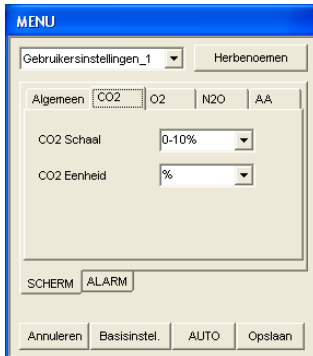 MENU
Gebruikersinstellingen_1 Herbenoemen
Algemeen CO2 O2 N2O AA
CO2 Schaal 0-10%
CO2 Eenheid %
SCHERM ALARM
Annuleren Basisinstel. AUTO Opslaan